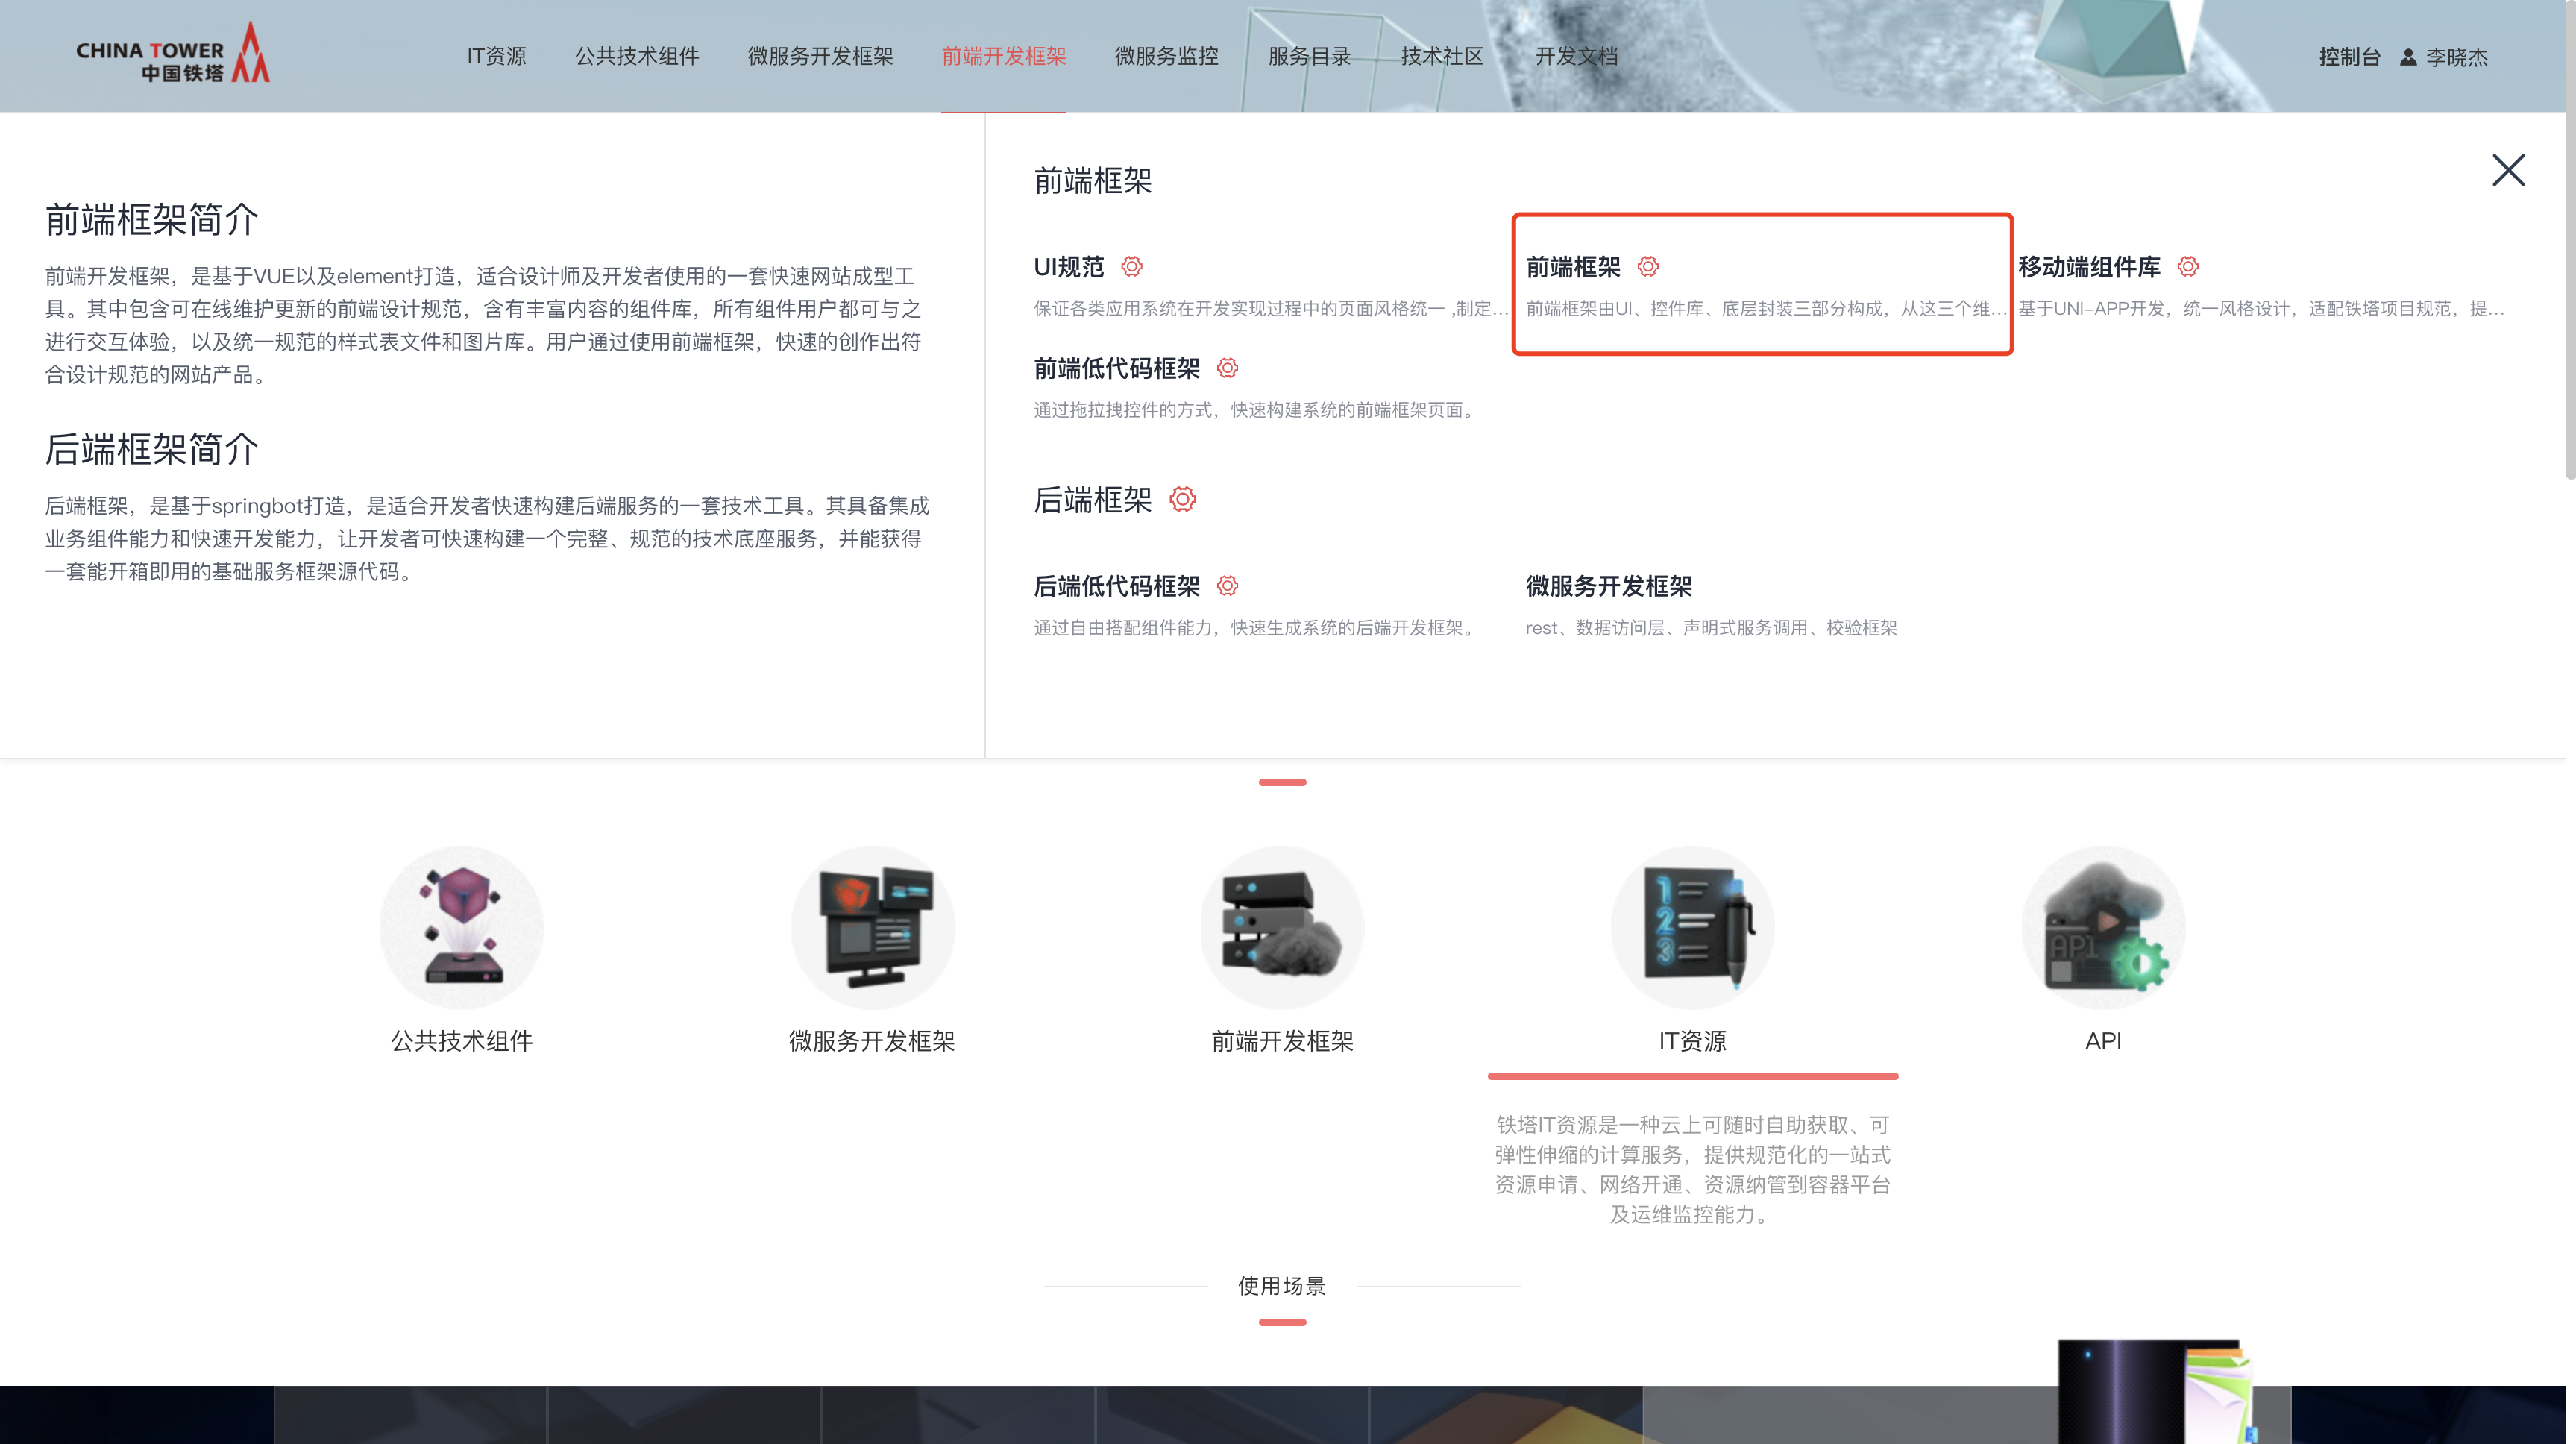 CHINA TOWER
中国铁塔
IT资源
公共技术组件
微服务开发框架
前端开发框架
微服务监控
服务目录
技术社区
开发文档
控制台
李晓杰
前端框架简介
前端开发框架，是基于VUE以及element打造，适合设计师及开发者使用的一套快速网站成型工
具。其中包含可在线维护更新的前端设计规范，含有丰富内容的组件库，所有组件用户都可与之
进行交互体验，以及统一规范的样式表文件和图片库。用户通过使用前端框架，快速的创作出符
合设计规范的网站产品。
后端框架简介
后端框架，是基于springbot打造，是适合开发者快速构建后端服务的一套技术工具。其具备集成
业务组件能力和快速开发能力，让开发者可快速构建一个完整、规范的技术底座服务，并能获得
一套能开箱即用的基础服务框架源代码。
前端框架
UI规范
保证各类应用系统在开发实现过程中的页面风格统一 ,制定...
前端框架
前端框架由UI、控件库、底层封装三部分构成，从这三个维...
移动端组件库
基于UNI-APP开发，统一风格设计，适配铁塔项目规范，提...
前端低代码框架
通过拖拉拽控件的方式，快速构建系统的前端框架页面。
后端框架
后端低代码框架
通过自由搭配组件能力，快速生成系统的后端开发框架。
微服务开发框架
rest、数据访问层、声明式服务调用、校验框架
1
2
3
API
公共技术组件
微服务开发框架
前端开发框架
IT资源
API
铁塔IT资源是一种云上可随时自助获取、可
弹性伸缩的计算服务，提供规范化的一站式
资源申请、网络开通、资源纳管到容器平台
及运维监控能力。
使用场景